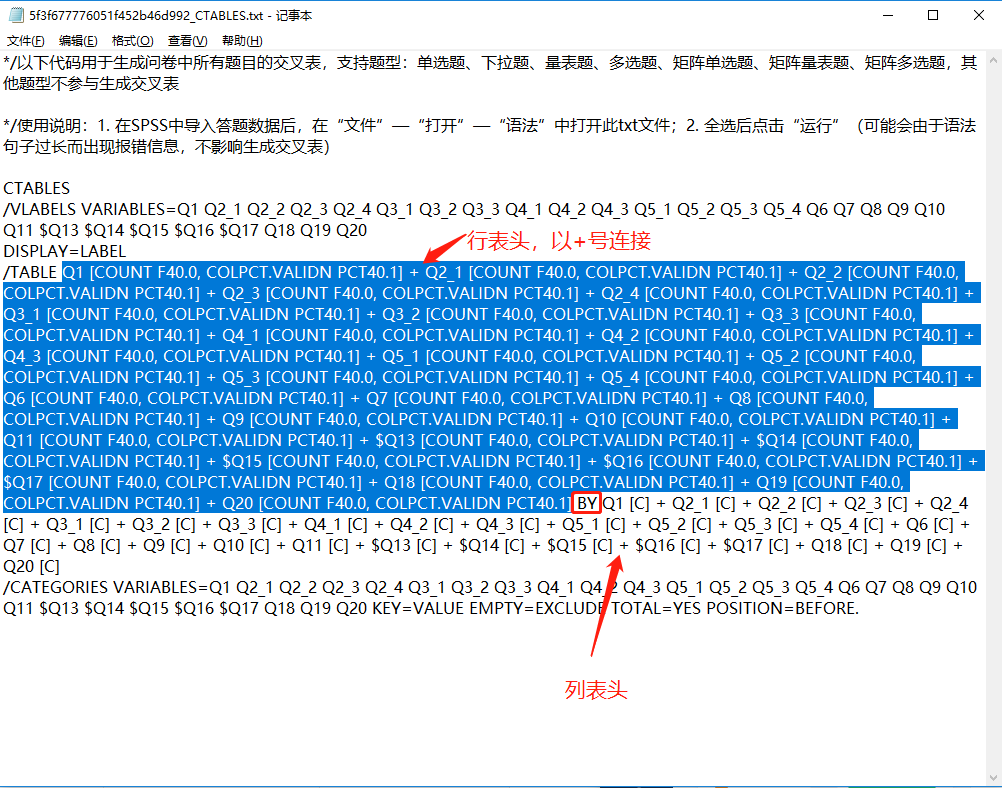 5f3f677776051f452b46d992_CTABLES.txt - 记事本
文件(F) 编辑(E) 格式(O) 查看(V) 帮助(H)
*/以下代码用于生成问卷中所有题目的交叉表，支持题型：单选题、下拉题、量表题、多选题、矩阵单选题、矩阵量表题、矩阵多选题，其
他题型不参与生成交叉表
*/使用说明：1. 在SPSS中导入答题数据后，在“文件”—“打开”—“语法”中打开此txt文件；2. 全选后点击“运行”（可能会由于语法
句子过长而出现报错信息，不影响生成交叉表）
CTABLES
/VLABELS VARIABLES=Q1 Q2_1 Q2_2 Q2_3 Q2_4 Q3_1 Q3_2 Q3_3 Q4_1 Q4_2 Q4_3 Q5_1 Q5_2 Q5_3 Q5_4 Q6 Q7 Q8 Q9 Q10
Q11 $Q13 $Q14 $Q15 $Q16 $Q17 Q18 Q19 Q20
DISPLAY=LABEL
行表头，以+号连接
/TABLE Q1 [COUNT F40.0, COLPCT.VALIDN PCT40.1] + Q2_1 [COUNT F40.0, COLPCT.VALIDN PCT40.1] + Q2_2 [COUNT F40.0,
COLPCT.VALIDN PCT40.1] + Q2_3 [COUNT F40.0, COLPCT.VALIDN PCT40.1] + Q2_4 [COUNT F40.0, COLPCT.VALIDN PCT40.1] +
Q3_1 [COUNT F40.0, COLPCT.VALIDN PCT40.1] + Q3_2 [COUNT F40.0, COLPCT.VALIDN PCT40.1] + Q3_3 [COUNT F40.0,
COLPCT.VALIDN PCT40.1] + Q4_1 [COUNT F40.0, COLPCT.VALIDN PCT40.1] + Q4_2 [COUNT F40.0, COLPCT.VALIDN PCT40.1] +
Q4_3 [COUNT F40.0, COLPCT.VALIDN PCT40.1] + Q5_1 [COUNT F40.0, COLPCT.VALIDN PCT40.1] + Q5_2 [COUNT F40.0,
COLPCT.VALIDN PCT40.1] + Q5_3 [COUNT F40.0, COLPCT.VALIDN PCT40.1] + Q5_4 [COUNT F40.0, COLPCT.VALIDN PCT40.1] +
Q6 [COUNT F40.0, COLPCT.VALIDN PCT40.1] + Q7 [COUNT F40.0, COLPCT.VALIDN PCT40.1] + Q8 [COUNT F40.0,
COLPCT.VALIDN PCT40.1] + Q9 [COUNT F40.0, COLPCT.VALIDN PCT40.1] + Q10 [COUNT F40.0, COLPCT.VALIDN PCT40.1] +
Q11 [COUNT F40.0, COLPCT.VALIDN PCT40.1] + $Q13 [COUNT F40.0, COLPCT.VALIDN PCT40.1] + $Q14 [COUNT F40.0,
COLPCT.VALIDN PCT40.1] + $Q15 [COUNT F40.0, COLPCT.VALIDN PCT40.1] + $Q16 [COUNT F40.0, COLPCT.VALIDN PCT40.1] +
$Q17 [COUNT F40.0, COLPCT.VALIDN PCT40.1] + Q18 [COUNT F40.0, COLPCT.VALIDN PCT40.1] + Q19 [COUNT F40.0,
COLPCT.VALIDN PCT40.1] + Q20 [COUNT F40.0, COLPCT.VALIDN PCT40.1] BY Q1 [C] + Q2_1 [C] + Q2_2 [C] + Q2_3 [C] + Q2_4
[C] + Q3_1 [C] + Q3_2 [C] + Q3_3 [C] + Q4_1 [C] + Q4_2 [C] + Q4_3 [C] + Q5_1 [C] + Q5_2 [C] + Q5_3 [C] + Q5_4 [C] + Q6 [C] +
Q7 [C] + Q8 [C] + Q9 [C] + Q10 [C] + Q11 [C] + $Q13 [C] + $Q14 [C] + $Q15 [C] + $Q16 [C] + $Q17 [C] + Q18 [C] + Q19 [C] +
Q20 [C]
/CATEGORIES VARIABLES=Q1 Q2_1 Q2_2 Q2_3 Q2_4 Q3_1 Q3_2 Q3_3 Q4_1 Q4_2 Q4_3 Q5_1 Q5_2 Q5_3 Q5_4 Q6 Q7 Q8 Q9 Q10
Q11 $Q13 $Q14 $Q15 $Q16 $Q17 Q18 Q19 Q20 KEY=VALUE EMPTY=EXCLUDE TOTAL=YES POSITION=BEFORE.
列表头